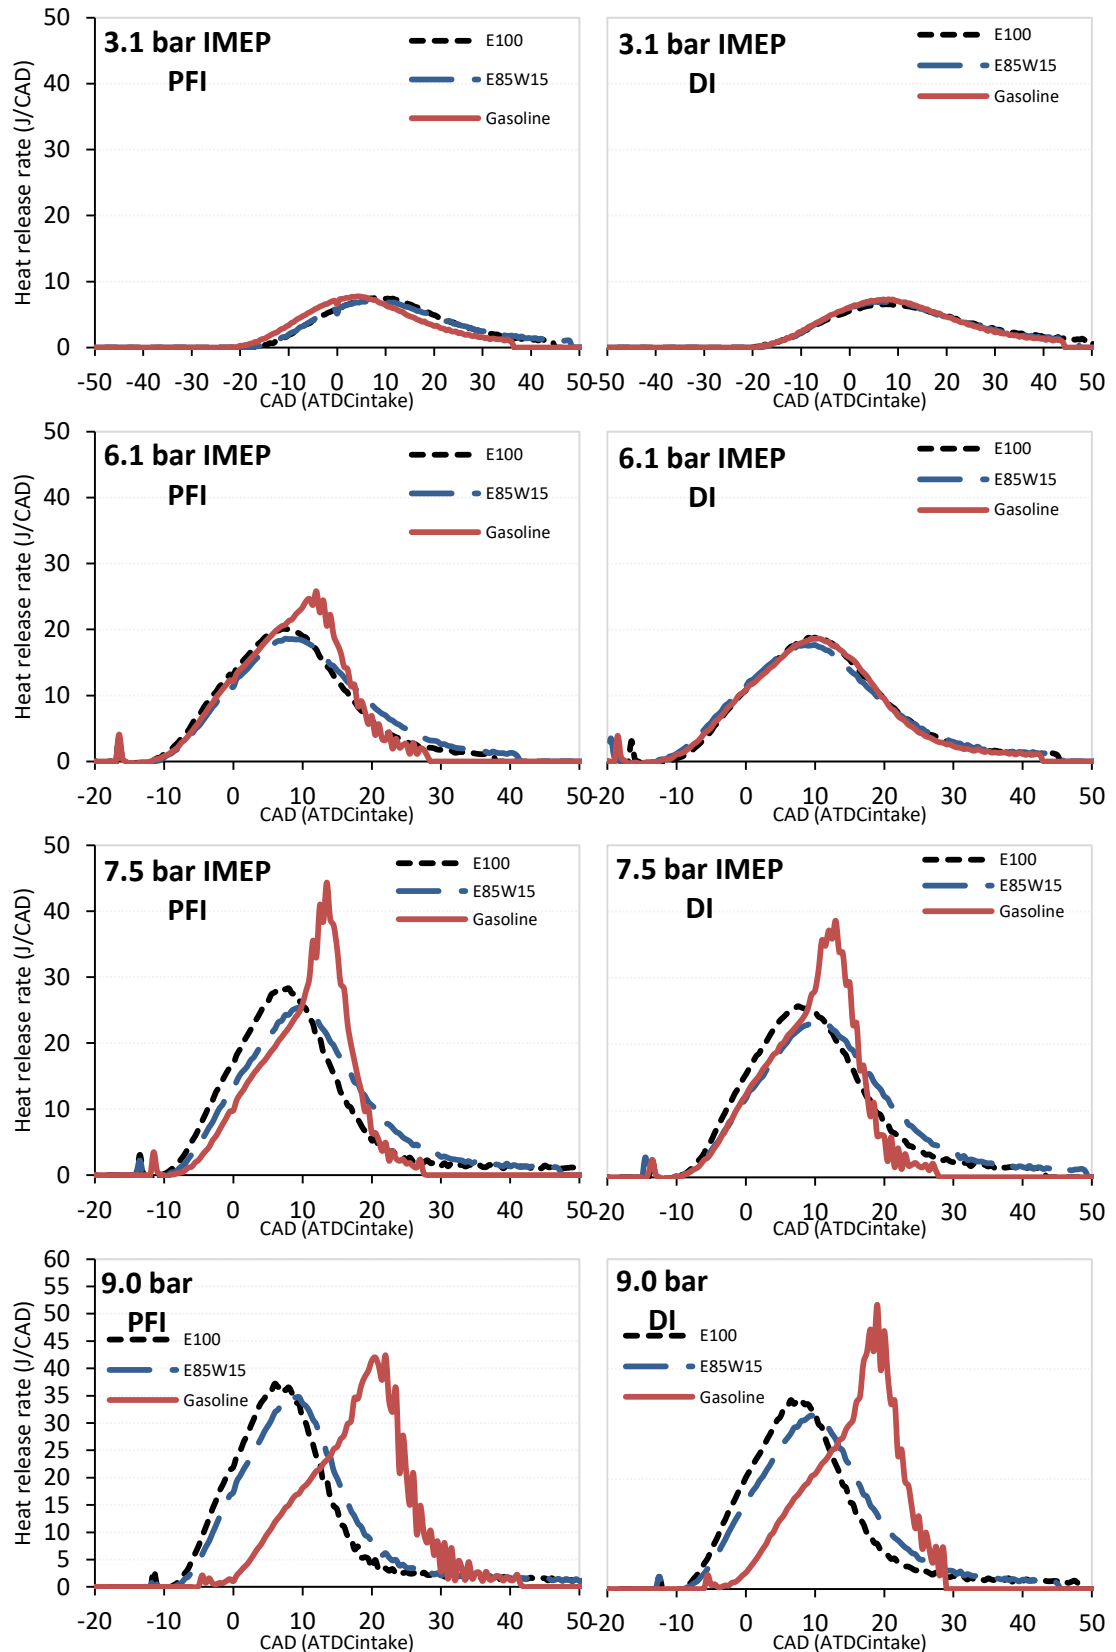 3.1 bar IMEP
PFI
E100
E85W15
Gasoline
Heat release rate (J/CAD)
50
40
30
20
10
0
-50 -40 -30 -20 -10 0 10 20 30 40 50
CAD (ATDCintake)
3.1 bar IMEP
DI
E100
E85W15
Gasoline
-50 -40 -30 -20 -10 0 10 20 30 40 50
CAD (ATDCintake)
6.1 bar IMEP
PFI
E100
E85W15
Gasoline
Heat release rate (J/CAD)
50
40
30
20
10
0
-20 -10 0 10 20 30 40 50
CAD (ATDCintake)
6.1 bar IMEP
DI
E100
E85W15
Gasoline
-20 -10 0 10 20 30 40 50
CAD (ATDCintake)
7.5 bar IMEP
PFI
E100
E85W15
Gasoline
Heat release rate (J/CAD)
50
40
30
20
10
0
-20 -10 0 10 20 30 40 50
CAD (ATDCintake)
7.5 bar IMEP
DI
E100
E85W15
Gasoline
-20 -10 0 10 20 30 40 50
CAD (ATDCintake)
9.0 bar
PFI
E100
E85W15
Gasoline
Heat release rate (J/CAD)
60
55
50
45
40
35
30
25
20
15
10
5
0
-20 -10 0 10 20 30 40 50
CAD (ATDCintake)
9.0 bar
DI
E100
E85W15
Gasoline
-20 -10 0 10 20 30 40 50
CAD (ATDCintake)